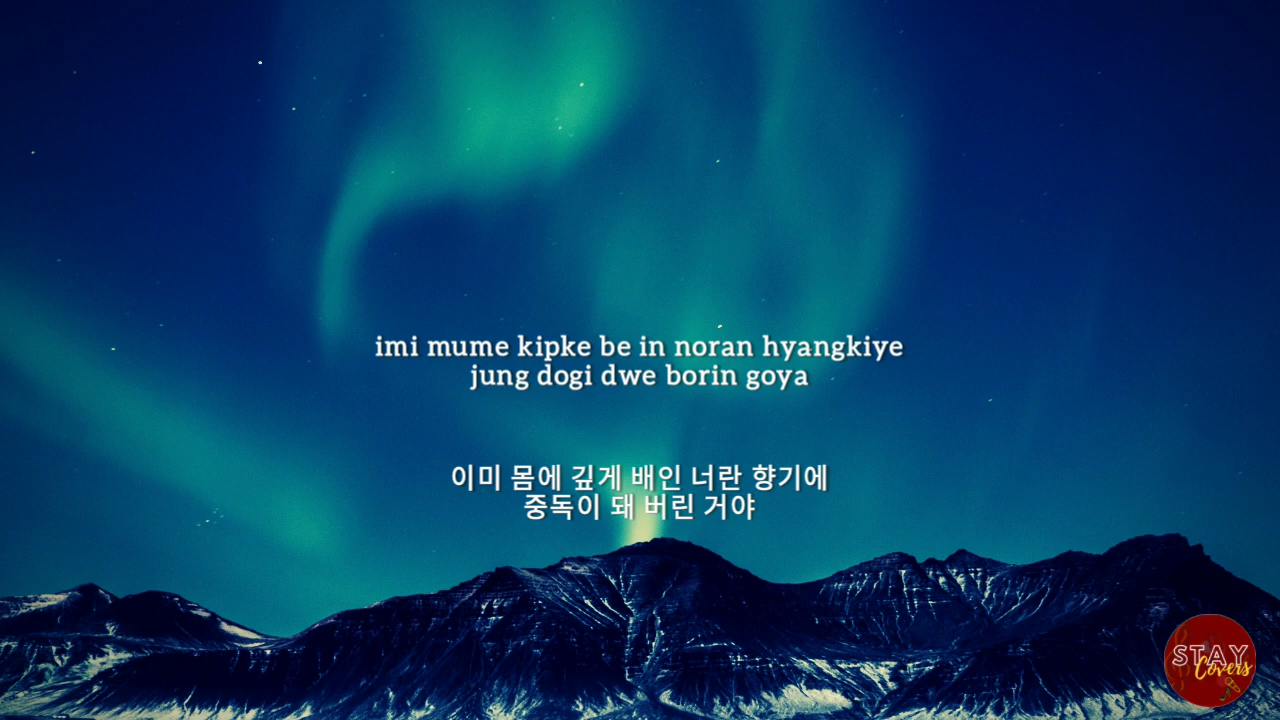 imi mume kipke be in noran hyangkiye
jung dogi dwe borin goya
이미 몸에 깊게 배인 너란 향기에
중독이 돼 버린 거야
STAY
Covers